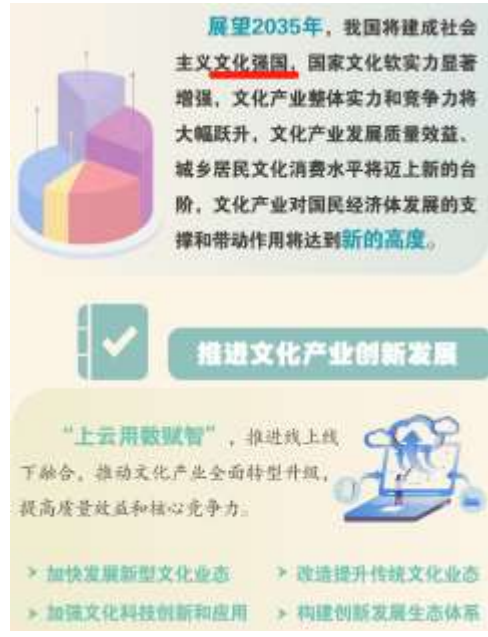 展望2035年，我国将建成社会
主义文化强国，国家文化软实力显著
增强，文化产业整体实力和竞争力将
大幅跃升，文化产业发展质量效益、
城乡居民文化消费水平将迈上新的台
阶，文化产业对国民经济体发展的支
撑和带动作用将达到新的高度。
推进文化产业创新发展
“上云用数赋智”，推进线上线
下融合，推动文化产业全面转型升级，
提高质量效益和核心竞争力。
> 加快发展新型文化业态
> 改造提升传统文化业态
> 加强文化科技创新和应用
> 构建创新发展生态体系